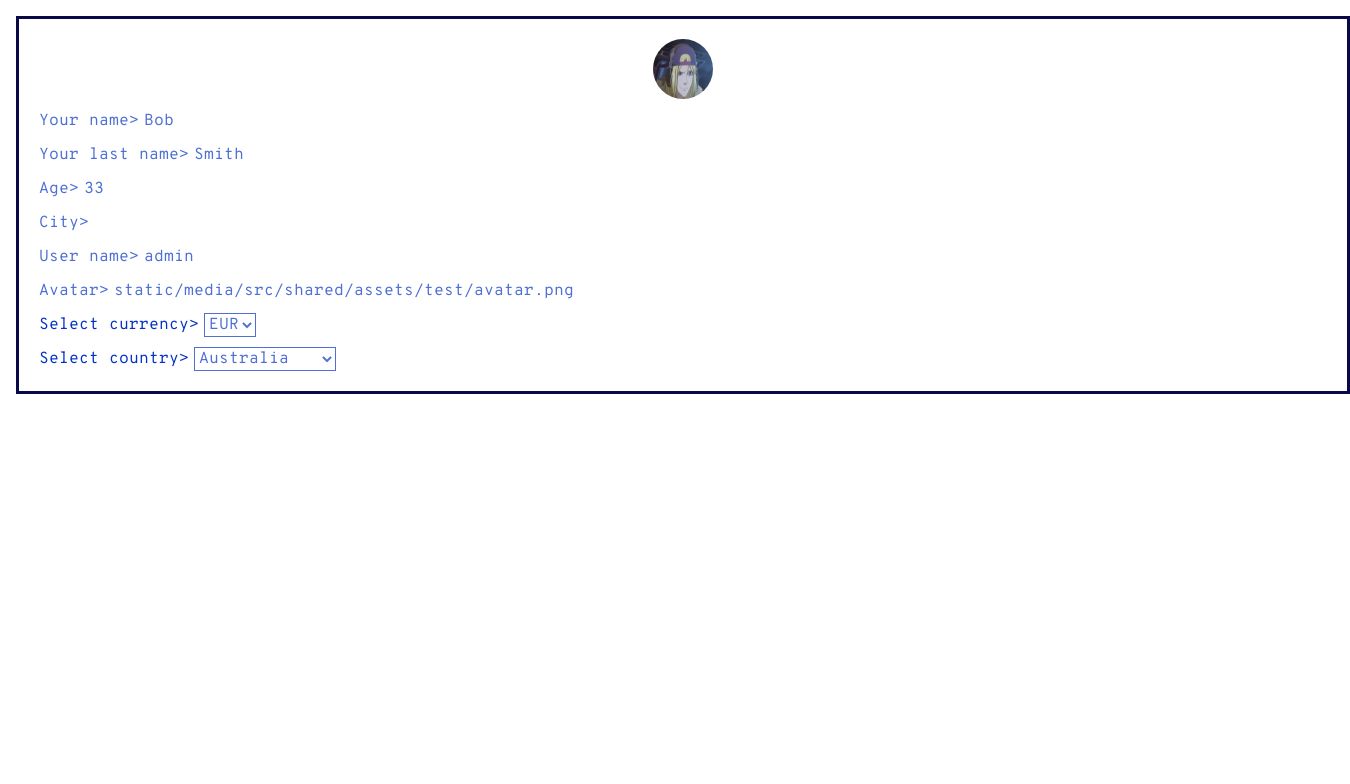 Your name> Bob
Your last name> Smith
Age> 33
City>
User name> admin
Avatar> static/media/src/shared/assets/test/avatar.png
Select currency> EUR
Select country> Australia